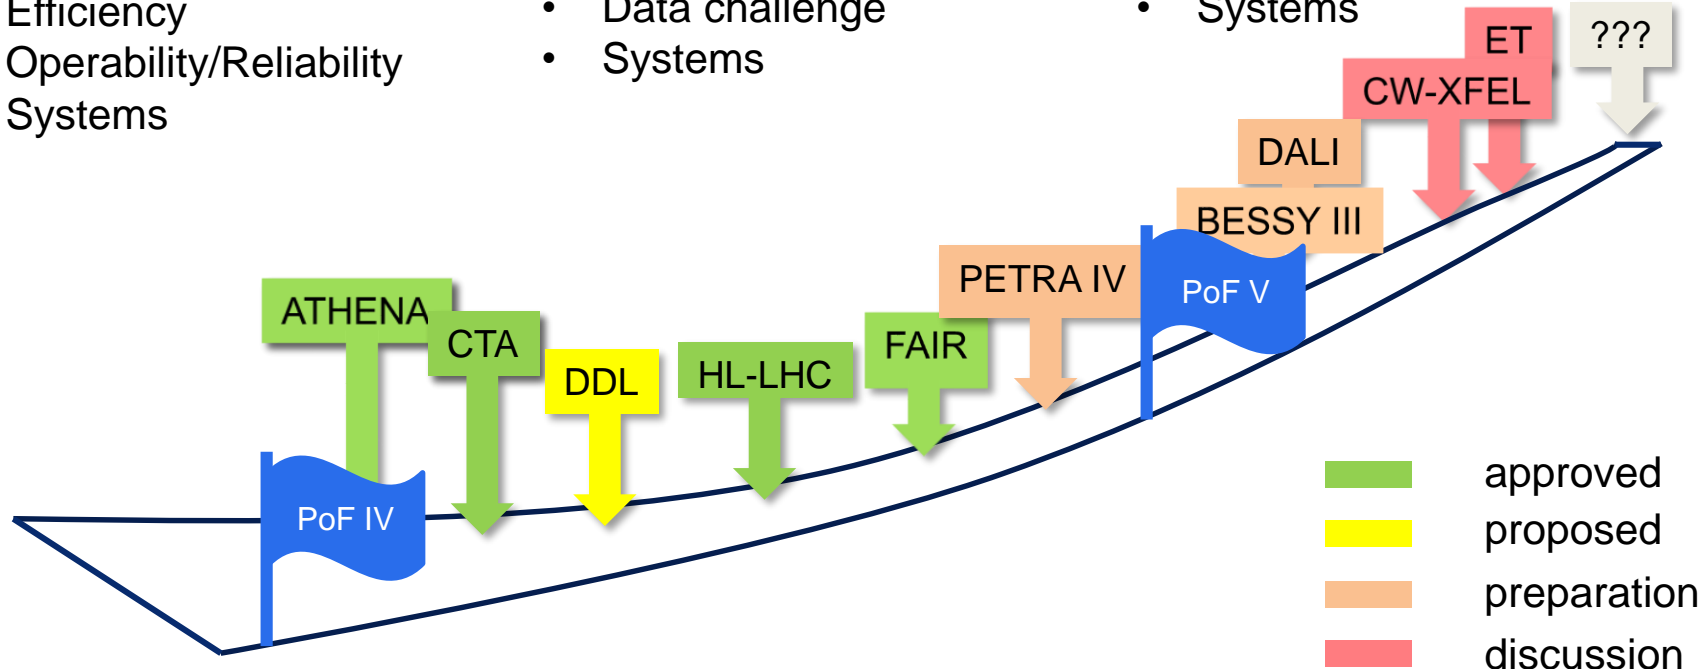 Efficiency
Operability/Reliability
Systems
• Data challenge
• Systems
• Systems
ET
???
CW-XFEL
DALI
BESSY III
PETRA IV
PoF V
ATHENA
CTA
DDL
HL-LHC
FAIR
PoF IV
approved
proposed
preparation
discussion